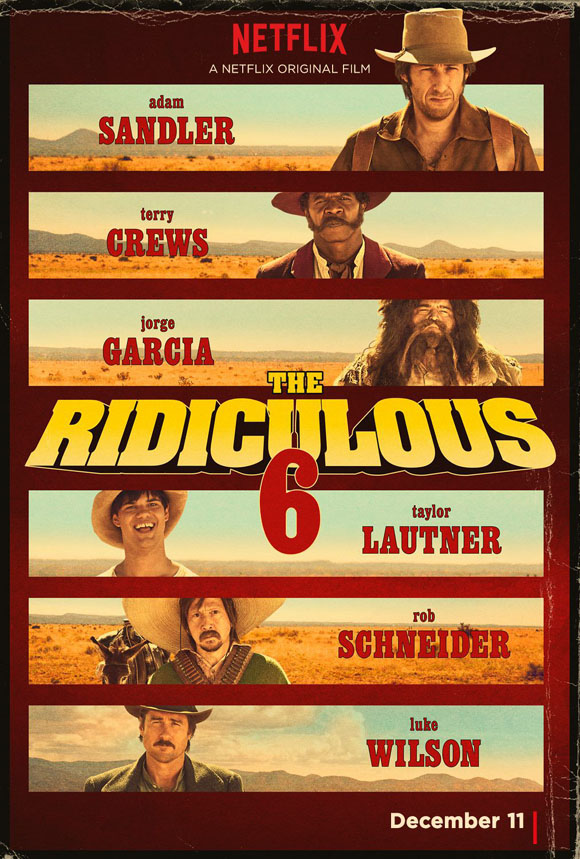 NETFLIX
A NETFLIX ORIGINAL FILM
adam
SANDLER
terry
CREWS
jorge
GARCIA
THE
RIDICULOUS
6
taylor
LAUTNER
rob
SCHNEIDER
luke
WILSON
December 11